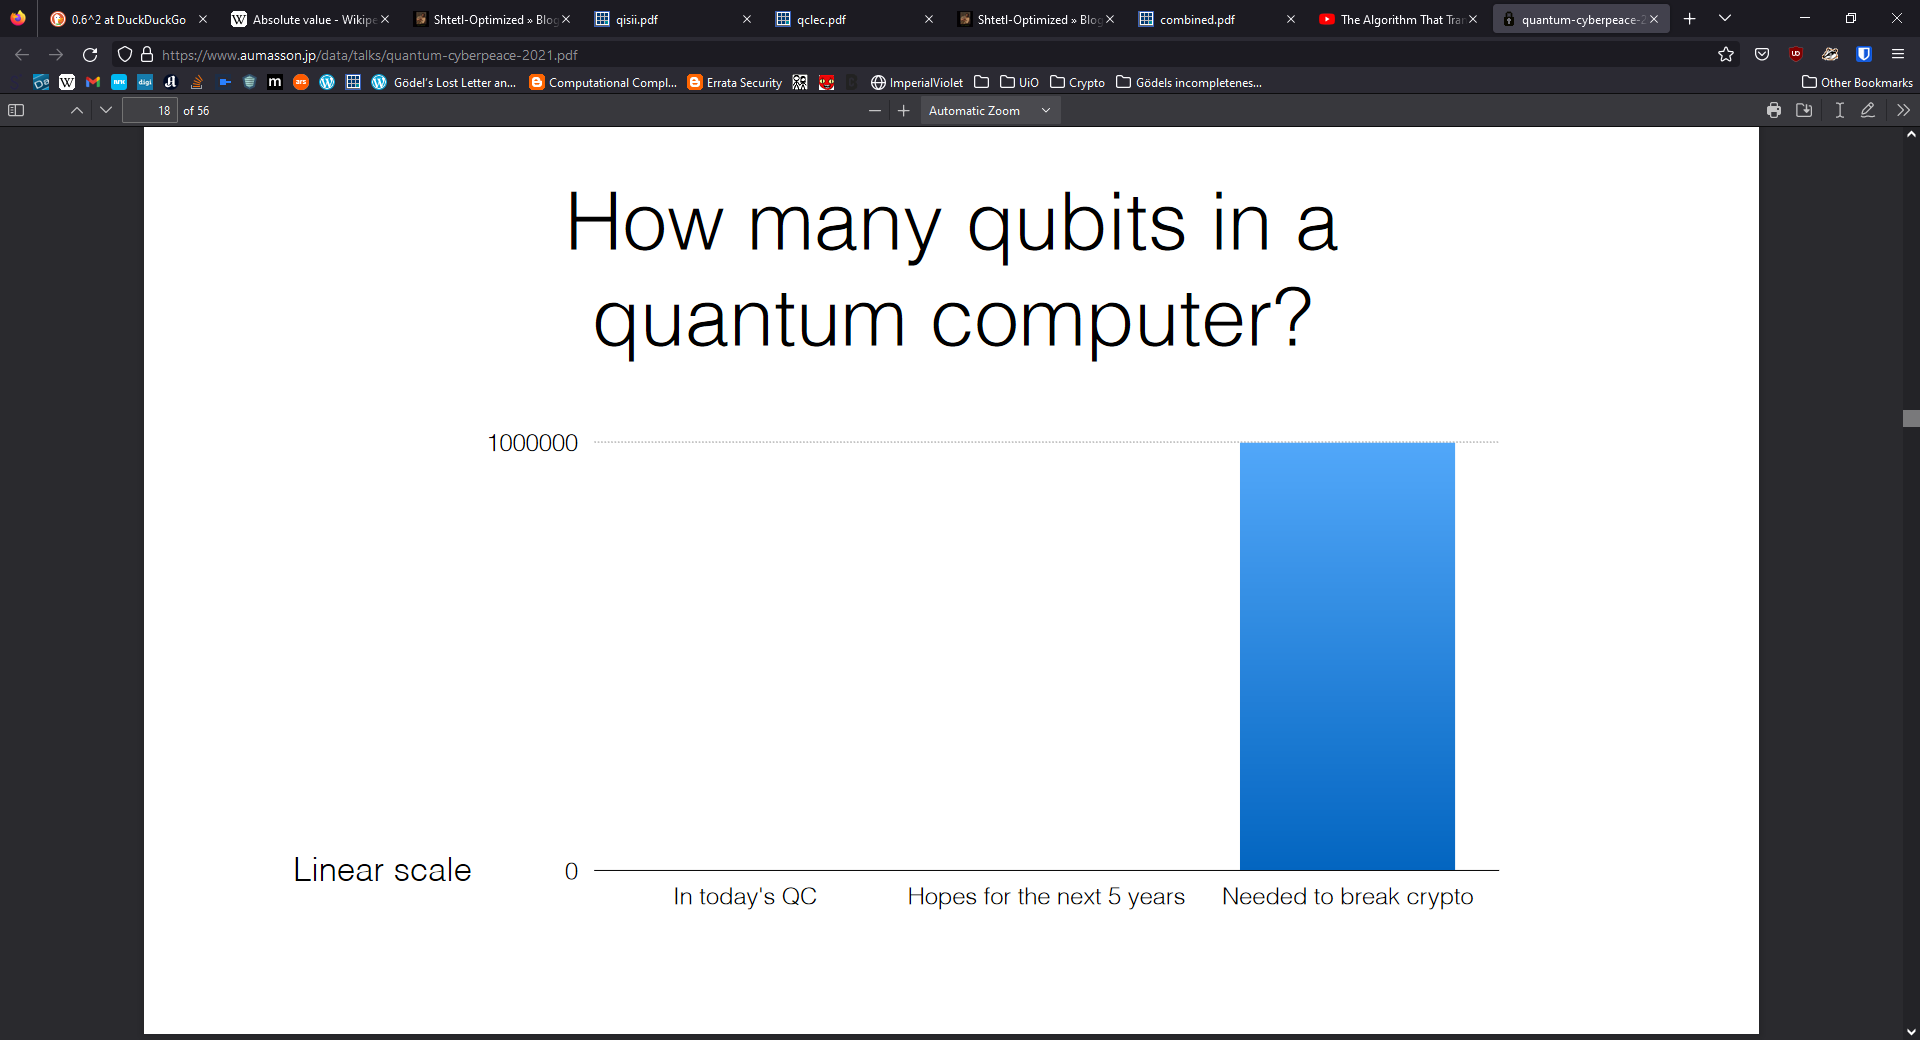 0.6^2 at DuckDuckGo
Absolute value - Wikipe
Shtetl-Optimized » Blog
qisii.pdf
qclec.pdf
Shtetl-Optimized » Blog
combined.pdf
The Algorithm That Tran
quantum-cyberpeace-2
https://www.aumasson.jp/data/talks/quantum-cyberpeace-2021.pdf
Gödel's Lost Letter an...
Computational Compl...
Errata Security
ImperialViolet
UiO
Crypto
Gödels incompletenes...
Other Bookmarks
18 of 56
Automatic Zoom
How many qubits in a
quantum computer?
1000000
Linear scale
0
In today's QC
Hopes for the next 5 years
Needed to break crypto